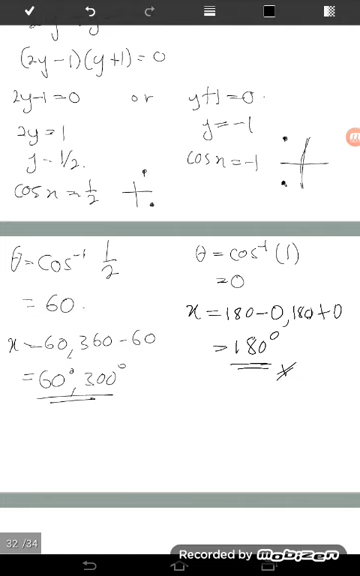 (2y-1)(y+1)=0
2y-1=0 or y+1=0.
2y=1
y=-1
y=1/2.
cos x=-1
cos x=1/2
θ=cos⁻¹ 1/2
θ=cos⁻¹(1)
=60.
=0
x=180-0,180+0
x=60,360-60
=180°
=60°,300°
32 /34
Recorded by Mobizen